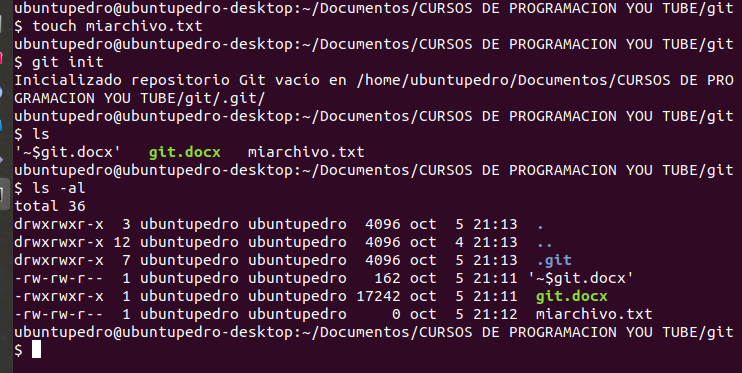 ubuntupedro@ubuntupedro-desktop:~/Documentos/CURSOS DE PROGRAMACION YOU TUBE/git
$ touch miarchivo.txt
ubuntupedro@ubuntupedro-desktop:~/Documentos/CURSOS DE PROGRAMACION YOU TUBE/git
$ git init
Inicializado repositorio Git vacío en /home/ubuntupedro/Documentos/CURSOS DE PRO
GRAMACION YOU TUBE/git/.git/
ubuntupedro@ubuntupedro-desktop:~/Documentos/CURSOS DE PROGRAMACION YOU TUBE/git
$ ls
'~$git.docx'   git.docx   miarchivo.txt
ubuntupedro@ubuntupedro-desktop:~/Documentos/CURSOS DE PROGRAMACION YOU TUBE/git
$ ls -al
total 36
drwxrwxr-x  3 ubuntupedro ubuntupedro  4096 oct  5 21:13  .
drwxrwxr-x 12 ubuntupedro ubuntupedro  4096 oct  4 21:13  ..
drwxrwxr-x  7 ubuntupedro ubuntupedro  4096 oct  5 21:13  .git
-rw-rw-r--  1 ubuntupedro ubuntupedro   162 oct  5 21:11 '~$git.docx'
-rwxrwxr-x  1 ubuntupedro ubuntupedro 17242 oct  5 21:11  git.docx
-rw-rw-r--  1 ubuntupedro ubuntupedro     0 oct  5 21:12  miarchivo.txt
ubuntupedro@ubuntupedro-desktop:~/Documentos/CURSOS DE PROGRAMACION YOU TUBE/git
$